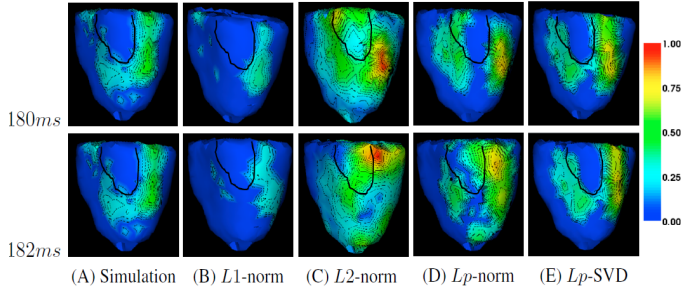 1.00
0.75
0.50
0.25
0.00
180ms
182ms
(A) Simulation (B) L1-norm (C) L2-norm (D) Lp-norm (E) Lp-SVD